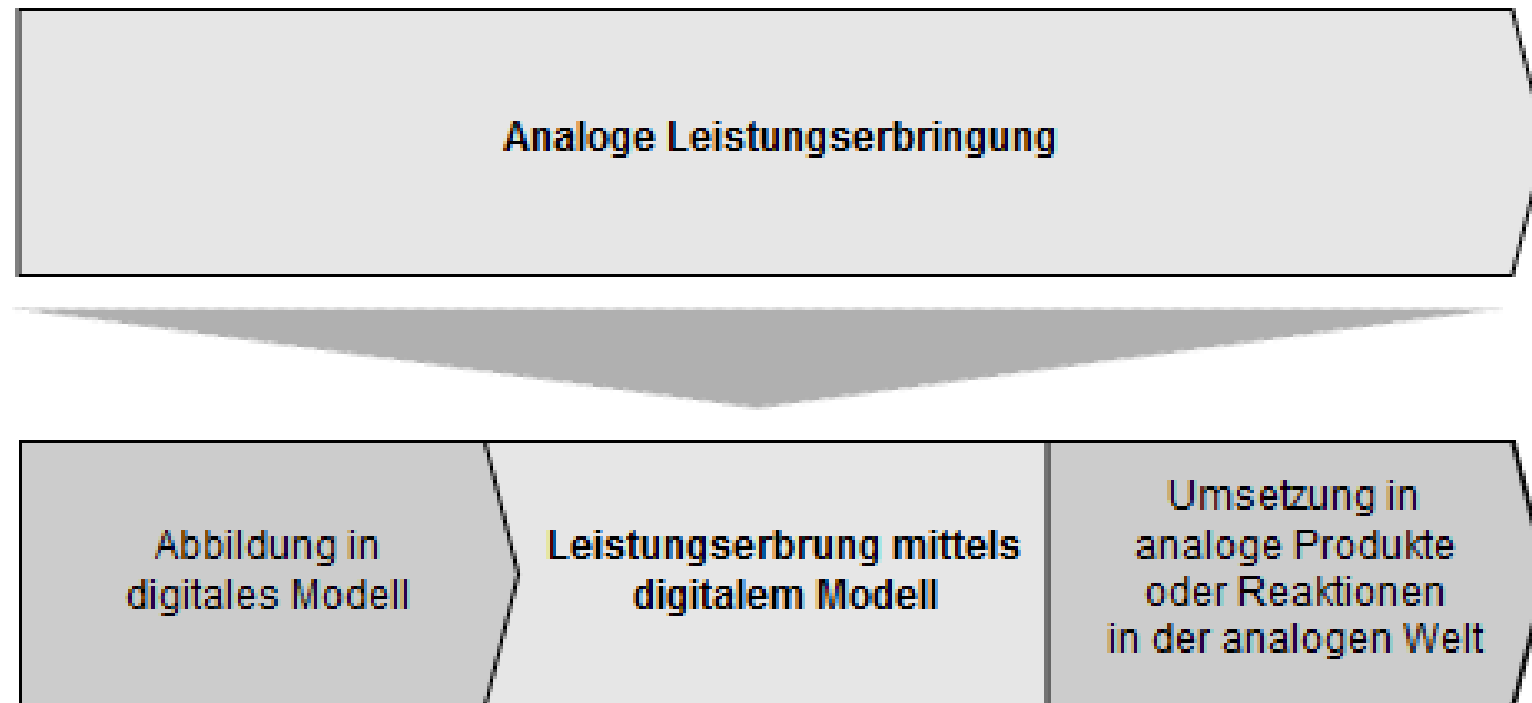 Analoge Leistungserbringung
Abbildung in
digitales Modell
Leistungserbrung mittels
digitalem Modell
Umsetzung in
analoge Produkte
oder Reaktionen
in der analogen Welt